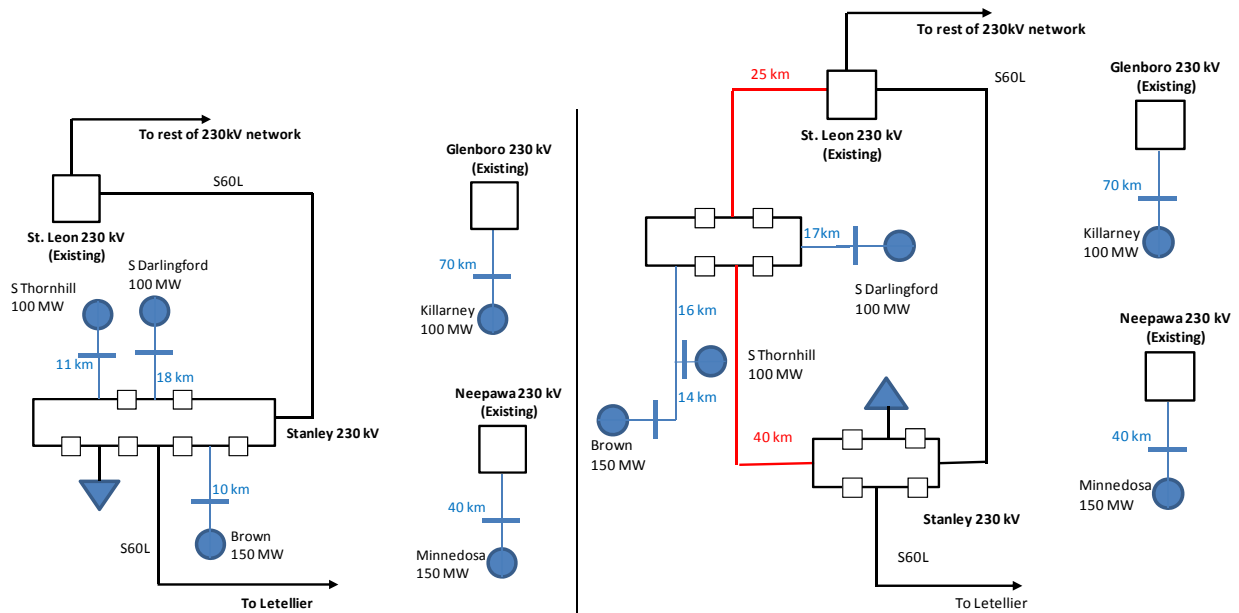 To rest of 230kV network
S60L
St. Leon 230 kV
(Existing)
S Thornhill
100 MW
S Darlingford
100 MW
11 km
18 km
Stanley 230 kV
10 km
S60L
Brown
150 MW
To Letellier
Glenboro 230 kV
(Existing)
70 km
Killarney
100 MW
Neepawa 230 kV
(Existing)
40 km
Minnedosa
150 MW
To rest of 230kV network
25 km
S60L
St. Leon 230 kV
(Existing)
17km
S Darlingford
100 MW
16 km
S Thornhill
100 MW
14 km
Brown
150 MW
40 km
Stanley 230 kV
S60L
To Letellier
Glenboro 230 kV
(Existing)
70 km
Killarney
100 MW
Neepawa 230 kV
(Existing)
40 km
Minnedosa
150 MW